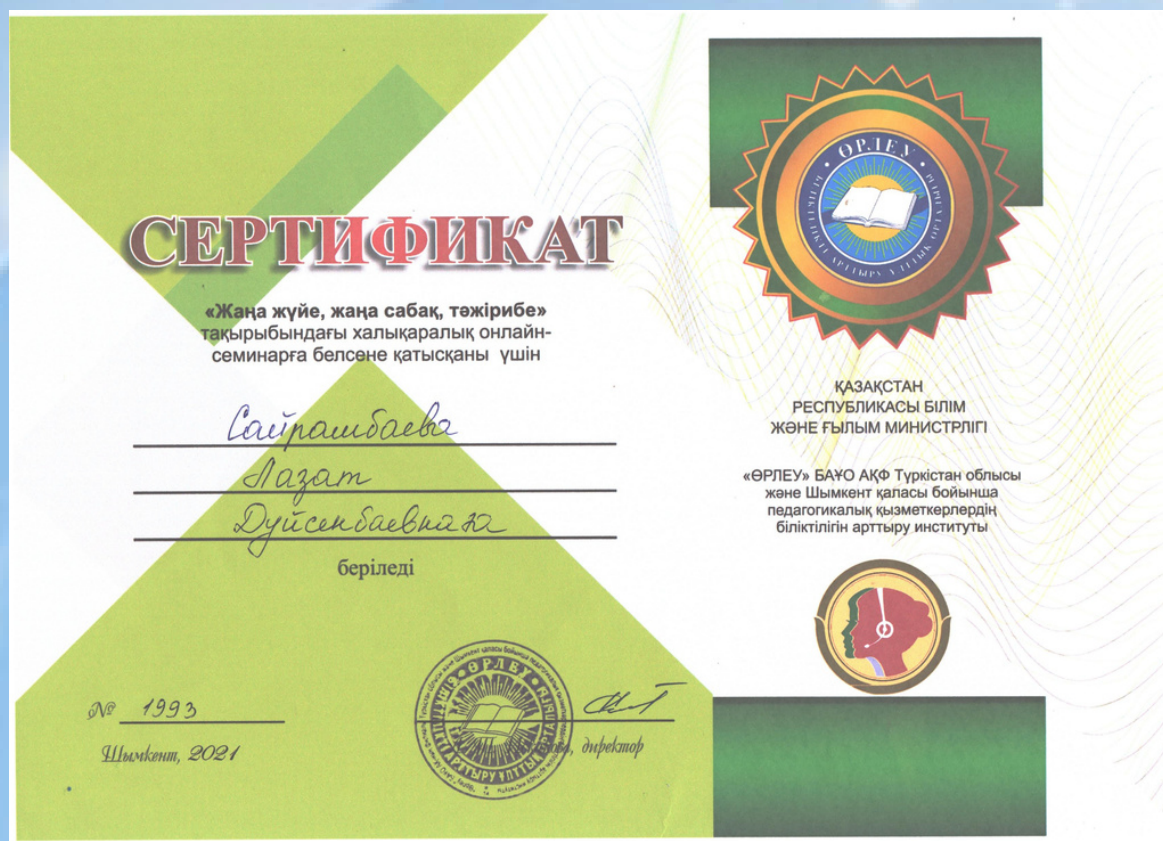 СЕРТИФИКАТ
«Жаңа жүйе, жаңа сабақ, тәжірибе»
тақырыбындағы халықаралық онлайн-
семинарға белсене қатысқаны үшін
Сайрамбаева
Лазат
Дуйсенбаевнаға
беріледі
№ 1993
Шымкент, 2021
директор
ӨРЛЕУ
ҚАЗАҚСТАН
РЕСПУБЛИКАСЫ БІЛІМ
ЖӘНЕ ҒЫЛЫМ МИНИСТРЛІГІ
«ӨРЛЕУ» БАҰО АҚФ Түркістан облысы
және Шымкент қаласы бойынша
педагогикалық қызметкерлердің
біліктілігін арттыру институты
ӨРЛЕУ